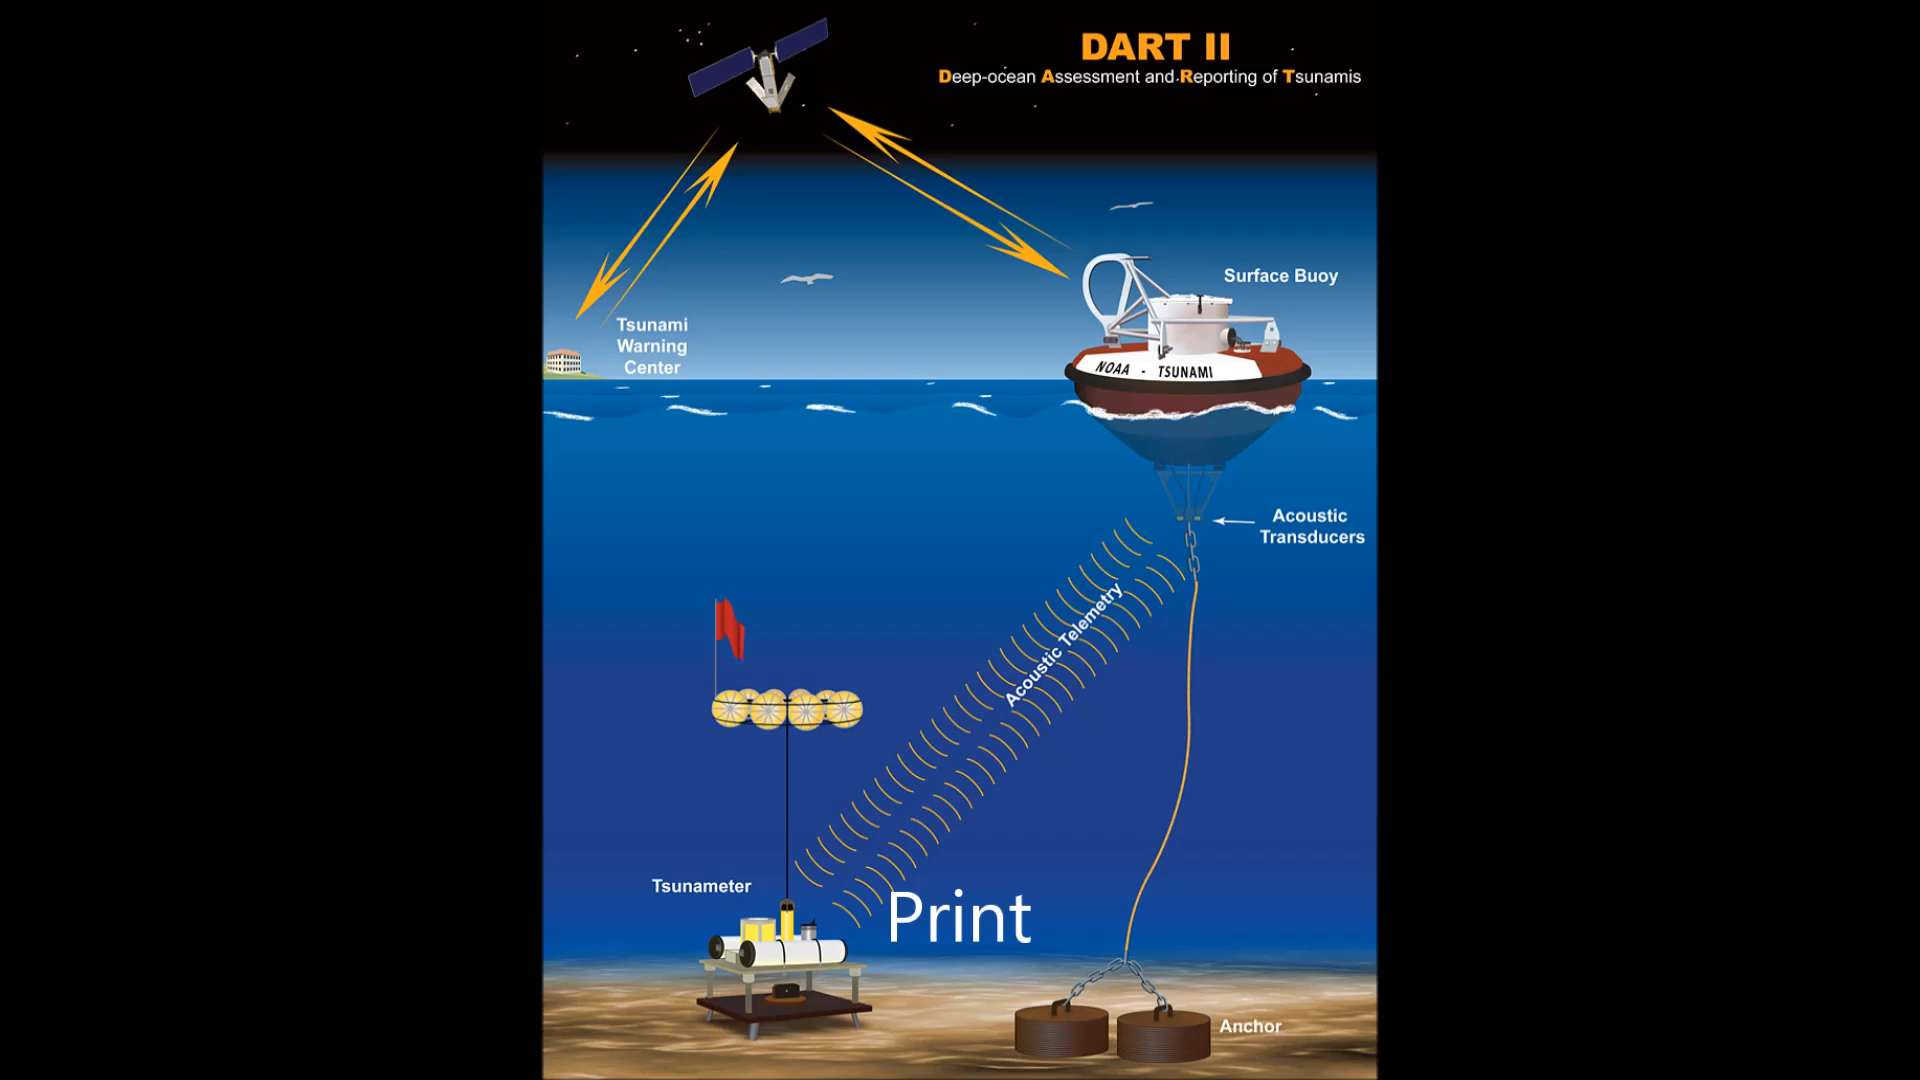 DART II
Deep-ocean Assessment and Reporting of Tsunamis
Surface Buoy
Tsunami
Warning
Center
NOAA - TSUNAMI
Acoustic
Transducers
Acoustic Telemetry
Tsunameter
Print
Anchor